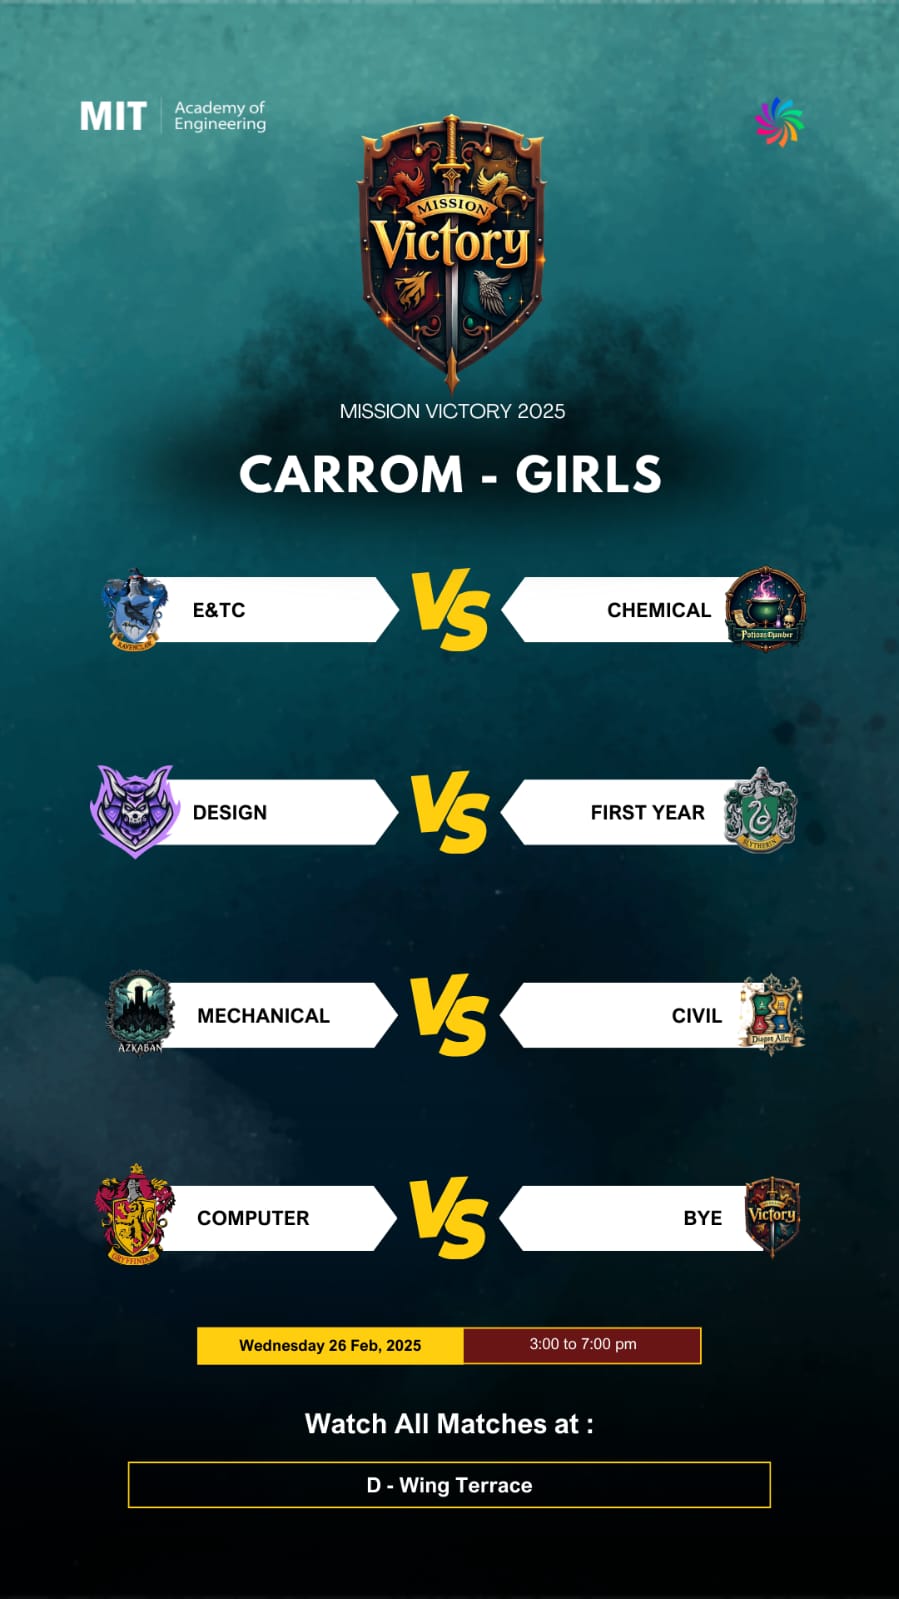 MIT
Academy of
Engineering
MISSION
Victory
MISSION VICTORY 2025
CARROM - GIRLS
RAVENCLAW
E&TC
VS
CHEMICAL
Potions Chamber
DESIGN
VS
FIRST YEAR
SLYTHERIN
AZKABAN
MECHANICAL
VS
CIVIL
Diagon Alley
GRYFFINDOR
COMPUTER
VS
BYE
Victory
Wednesday 26 Feb, 2025
3:00 to 7:00 pm
Watch All Matches at :
D - Wing Terrace